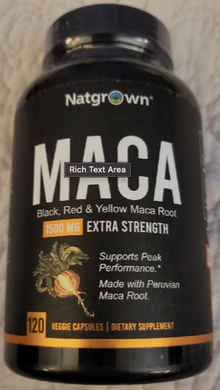 Natgrown®
MACA
Rich Text Area
Black, Red & Yellow Maca Root
1500 MG EXTRA STRENGTH
Supports Peak
Performance.*
Made with Peruvian
Maca Root.
120 VEGGIE CAPSULES | DIETARY SUPPLEMENT